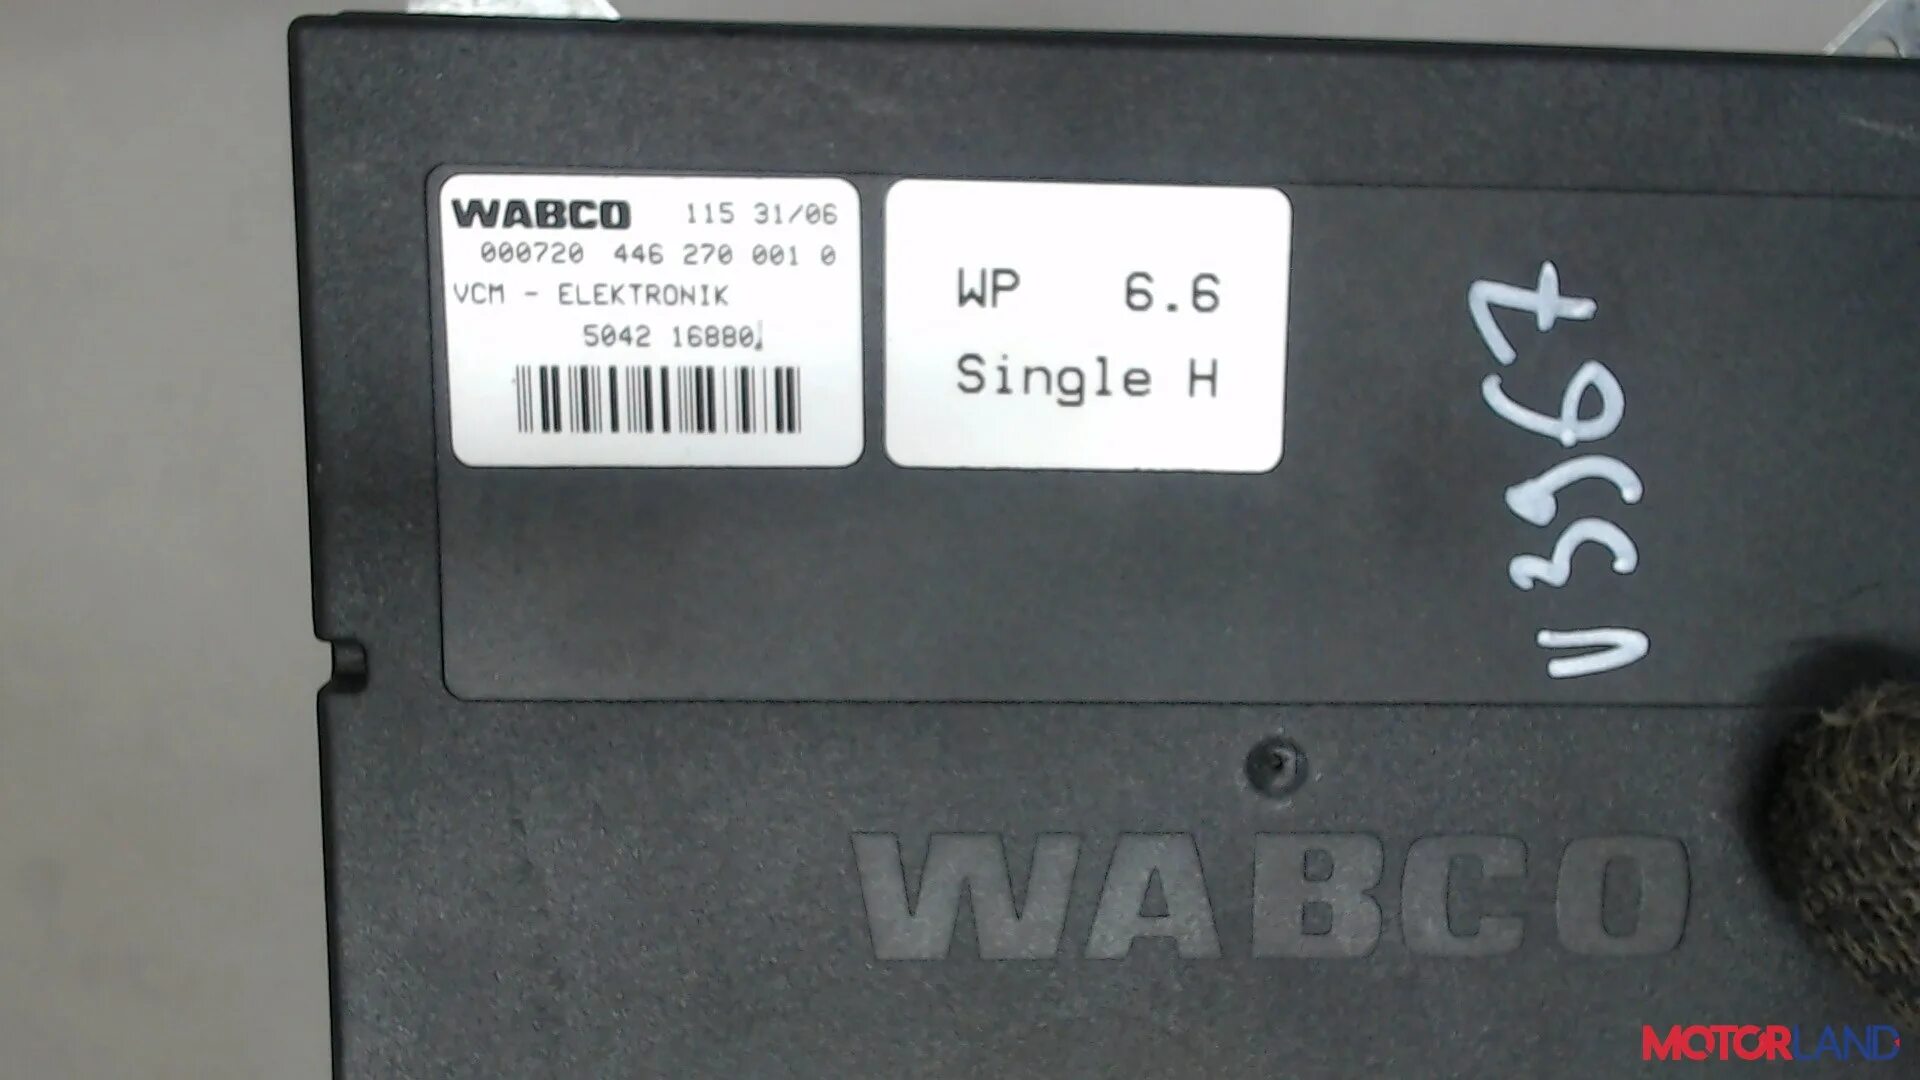 WABCO 115 31/06
000720 446 270 001 0
VCM - ELEKTRONIK
5042 16880
WP 6.6
Single H
V3967
WABCO
MOTORLAND